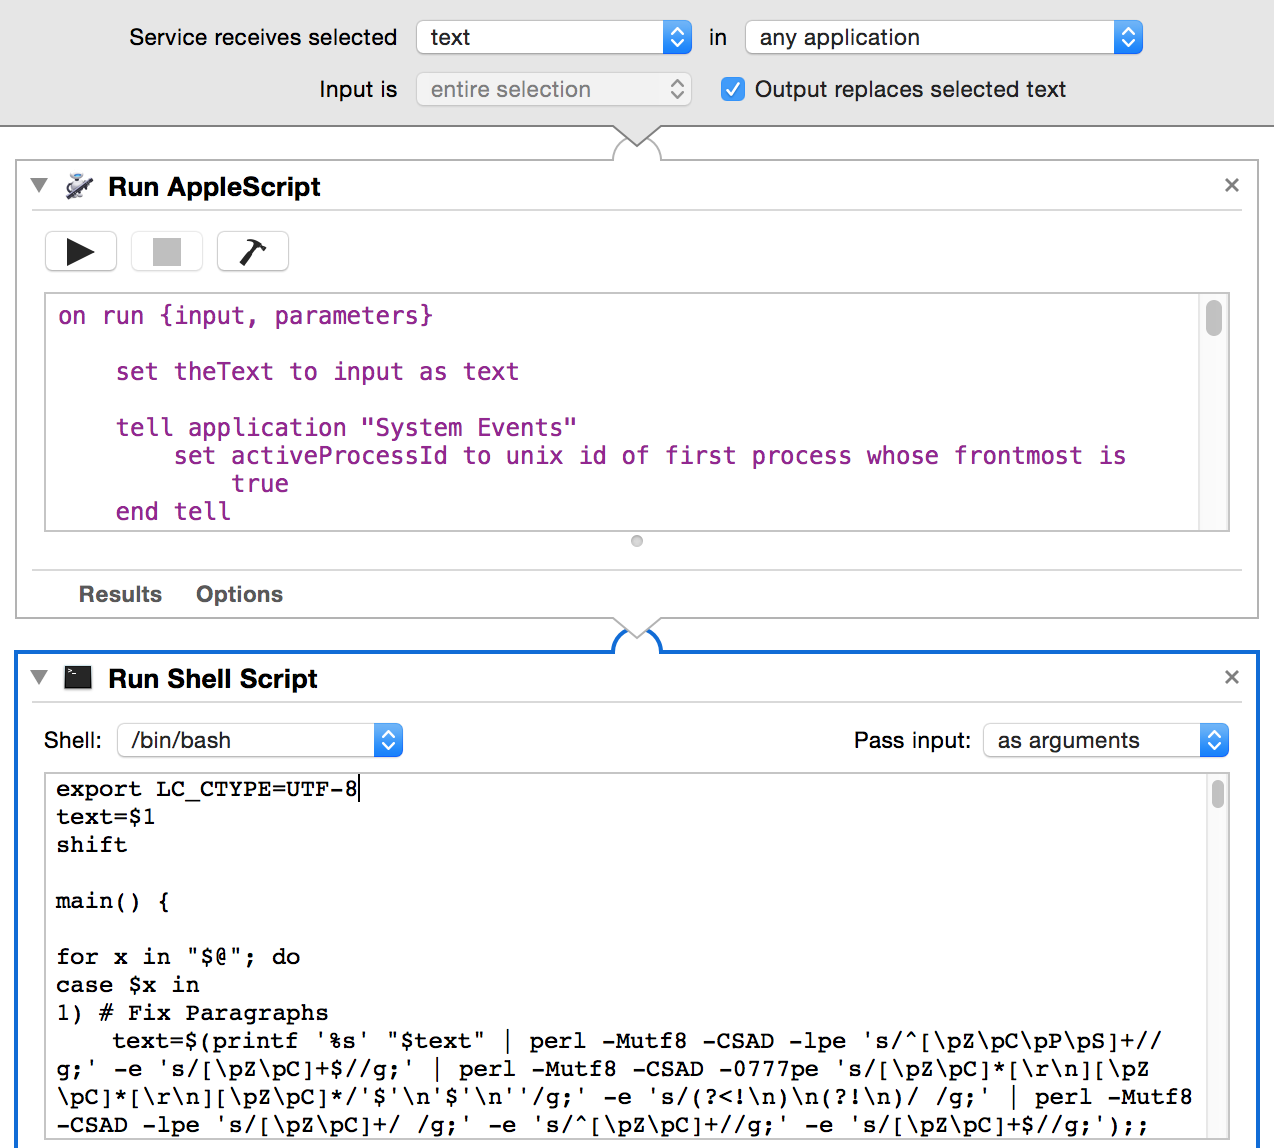 Service receives selected text in any application
Input is entire selection Output replaces selected text
Run AppleScript
on run {input, parameters}
set theText to input as text
tell application "System Events"
set activeProcessId to unix id of first process whose frontmost is
true
end tell
Results Options
Run Shell Script
Shell: /bin/bash Pass input: as arguments
export LC_CTYPE=UTF-8
text=$1
shift
main() {
for x in "$@"; do
case $x in
1) # Fix Paragraphs
text=$(printf '%s' "$text" | perl -Mutf8 -CSAD -lpe 's/^[\pZ\pC\pP\pS]+//
g;' -e 's/[\pZ\pC]+$//g;' | perl -Mutf8 -CSAD -0777pe 's/[\pZ\pC]*[\r\n][\pZ
\pC]*[\r\n][\pZ\pC]*/'$'\n'$'\n''/g;' -e 's/(?<!\n)\n(?!\n)/ /g;' | perl -Mutf8
-CSAD -lpe 's/[\pZ\pC]+/ /g;' -e 's/^[\pZ\pC]+//g;' -e 's/[\pZ\pC]+$//g;');;